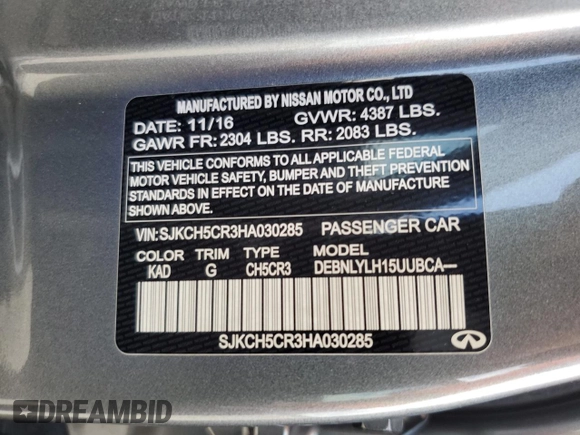 MANUFACTURED BY NISSAN MOTOR CO., LTD
DATE: 11/16 GVWR: 4387 LBS.
GAWR FR: 2304 LBS. RR: 2083 LBS.
THIS VEHICLE CONFORMS TO ALL APPLICABLE FEDERAL
MOTOR VEHICLE SAFETY, BUMPER AND THEFT PREVENTION
STANDARDS IN EFFECT ON THE DATE OF MANUFACTURE
SHOWN ABOVE.
VIN: SJKCH5CR3HA030285 PASSENGER CAR
COLOR TRIM TYPE MODEL
KAD G CH5CR3 DEBNLYLH15UUBCA—
SJKCH5CR3HA030285
DREAMBID